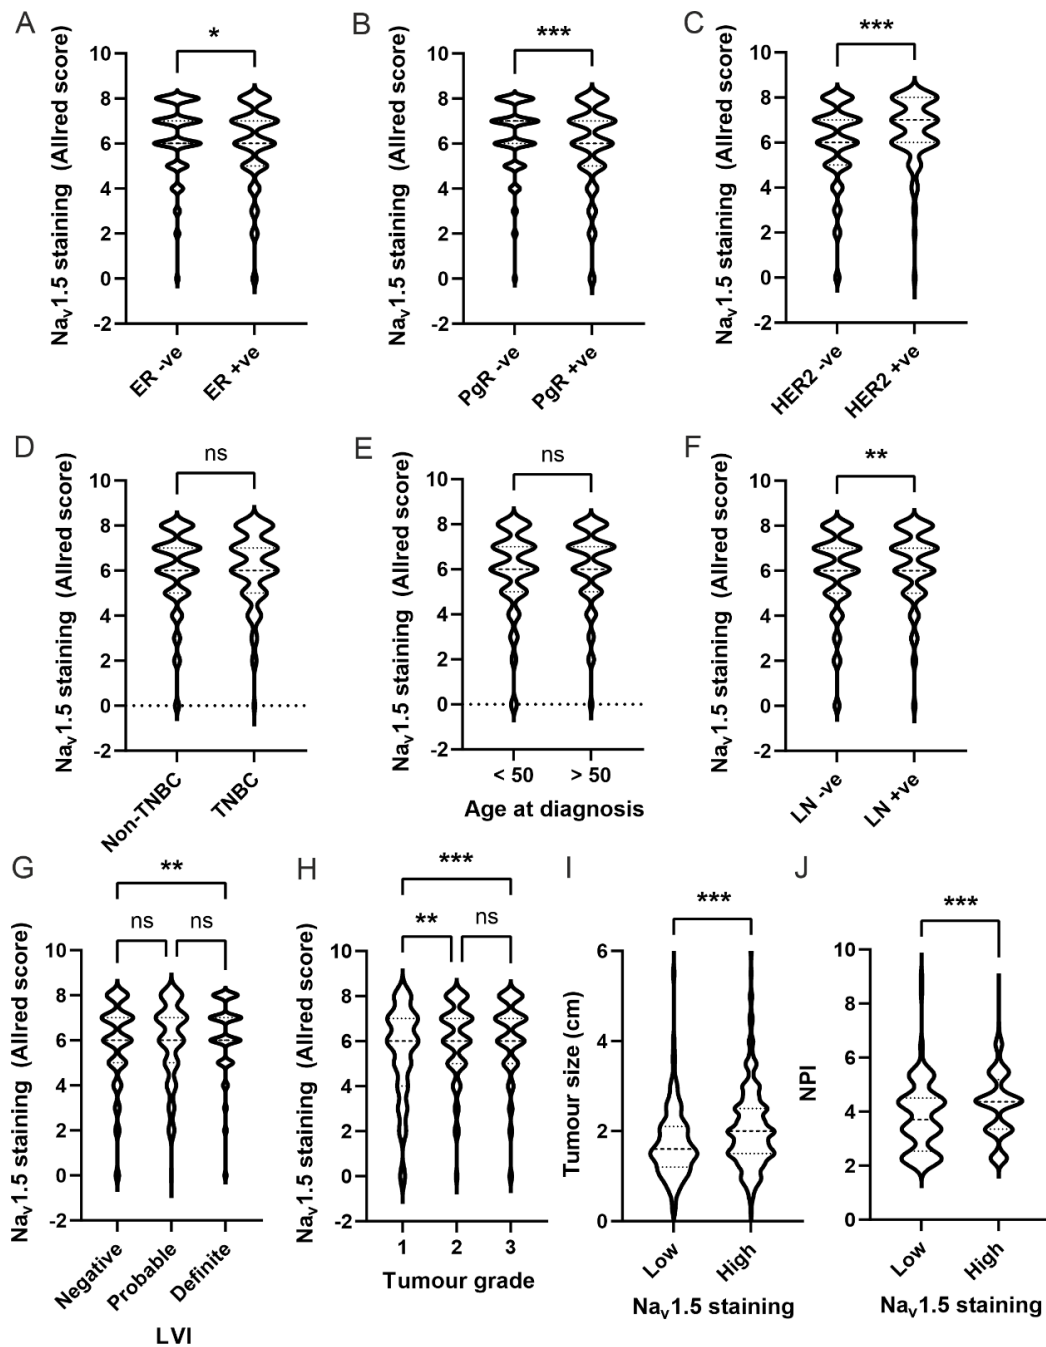 A
Naᵥ1.5 staining (Allred score)
10
8
6
4
2
0
-2
*
ER -ve
ER +ve
B
Naᵥ1.5 staining (Allred score)
10
8
6
4
2
0
-2
***
PgR -ve
PgR +ve
C
Naᵥ1.5 staining (Allred score)
10
8
6
4
2
0
-2
***
HER2 -ve
HER2 +ve
D
Naᵥ1.5 staining (Allred score)
10
8
6
4
2
0
-2
ns
Non-TNBC
TNBC
E
Naᵥ1.5 staining (Allred score)
10
8
6
4
2
0
-2
ns
< 50
> 50
Age at diagnosis
F
Naᵥ1.5 staining (Allred score)
10
8
6
4
2
0
-2
**
LN -ve
LN +ve
G
Naᵥ1.5 staining (Allred score)
10
8
6
4
2
0
-2
**
ns
ns
Negative
Probable
Definite
LVI
H
Naᵥ1.5 staining (Allred score)
10
8
6
4
2
0
-2
***
**
ns
1
2
3
Tumour grade
I
Tumour size (cm)
6
4
2
0
***
Low
High
Naᵥ1.5 staining
J
NPI
10
8
6
4
2
0
***
Low
High
Naᵥ1.5 staining